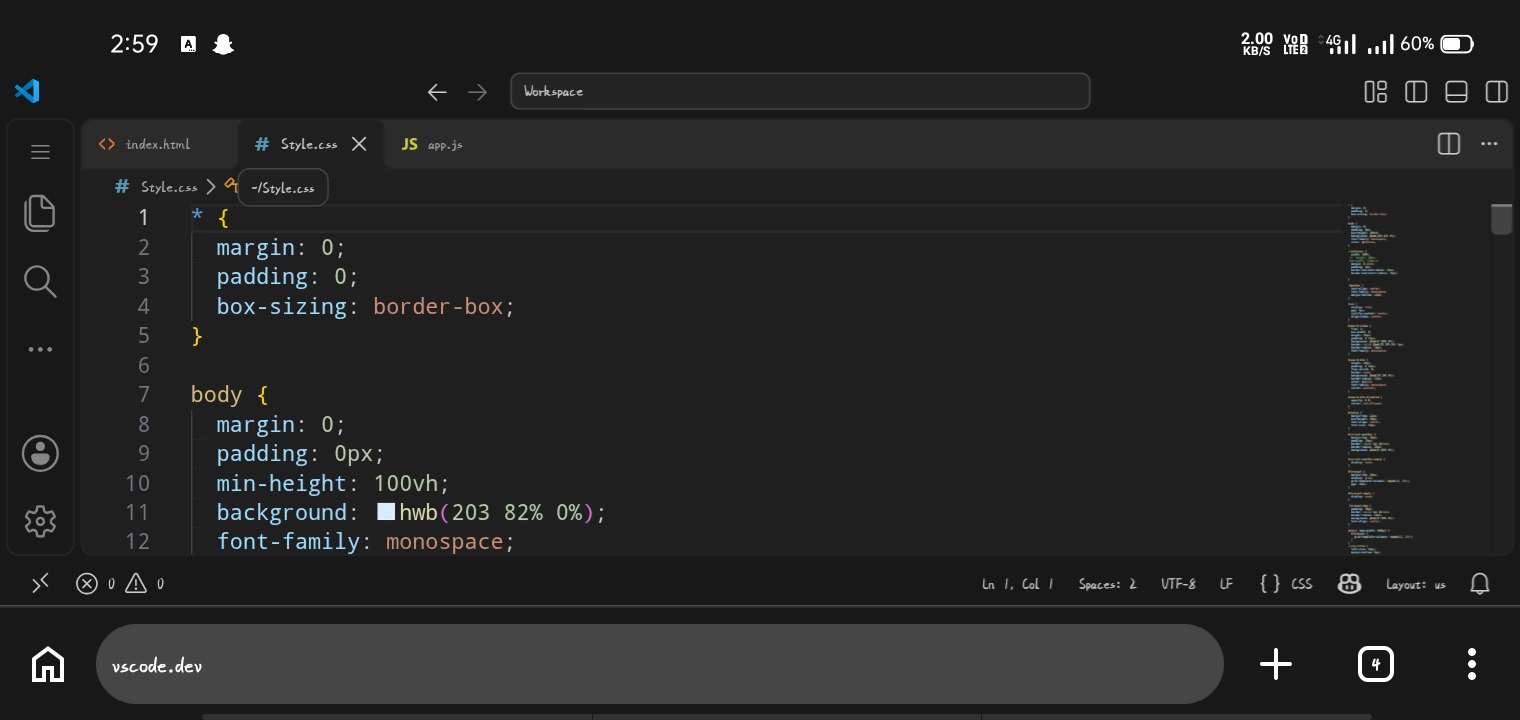 2:59 A 2.00 KB/S Vo LTE2 4G 60%
Workspace
index.html # Style.css JS app.js
# Style.css > ~/Style.css
1 * {
2 margin: 0;
3 padding: 0;
4 box-sizing: border-box;
5 }
6
7 body {
8 margin: 0;
9 padding: 0px;
10 min-height: 100vh;
11 background: hwb(203 82% 0%);
12 font-family: monospace;
0 0 Ln 1, Col 1 Spaces: 2 UTF-8 LF { } CSS Layout: us
vscode.dev 4